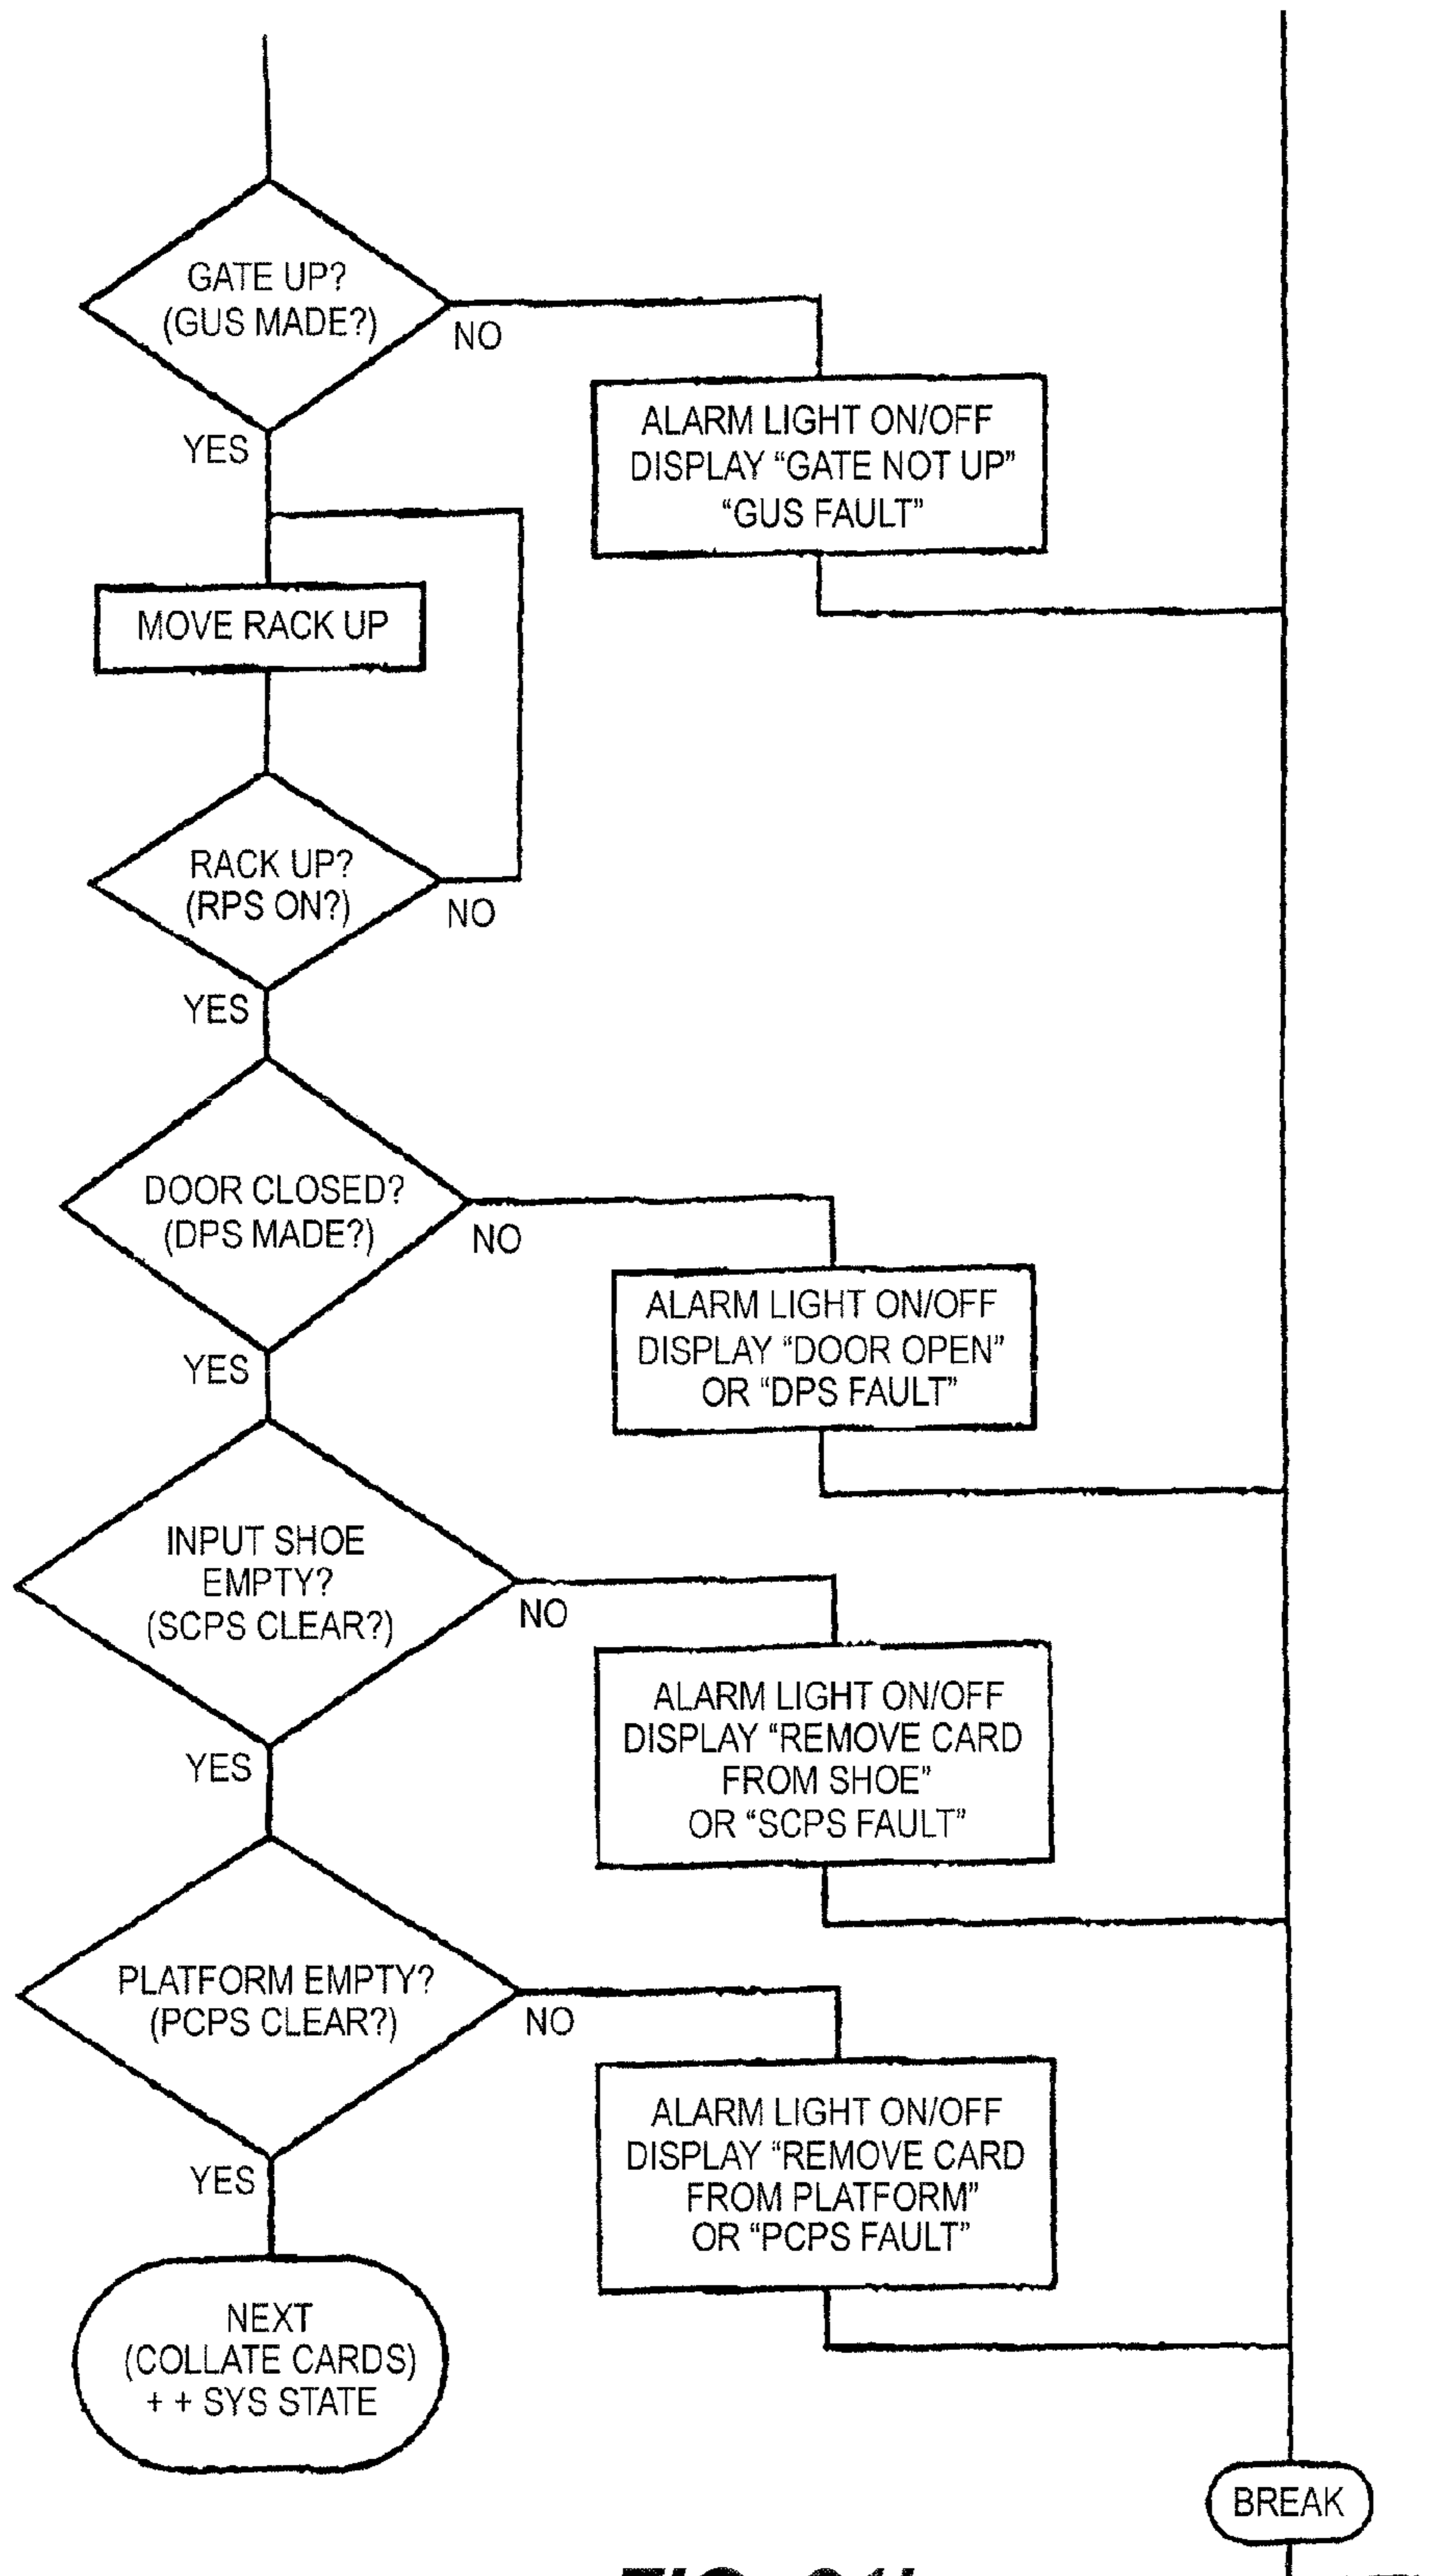 GATE UP?
(GUS MADE?)
NO
YES
ALARM LIGHT ON/OFF
DISPLAY “GATE NOT UP”
“GUS FAULT”
MOVE RACK UP
RACK UP?
(RPS ON?)
NO
YES
DOOR CLOSED?
(DPS MADE?)
NO
YES
ALARM LIGHT ON/OFF
DISPLAY “DOOR OPEN”
OR “DPS FAULT”
INPUT SHOE
EMPTY?
(SCPS CLEAR?)
NO
YES
ALARM LIGHT ON/OFF
DISPLAY “REMOVE CARD
FROM SHOE”
OR “SCPS FAULT”
PLATFORM EMPTY?
(PCPS CLEAR?)
NO
YES
ALARM LIGHT ON/OFF
DISPLAY “REMOVE CARD
FROM PLATFORM”
OR “PCPS FAULT”
NEXT
(COLLATE CARDS)
+ + SYS STATE
BREAK